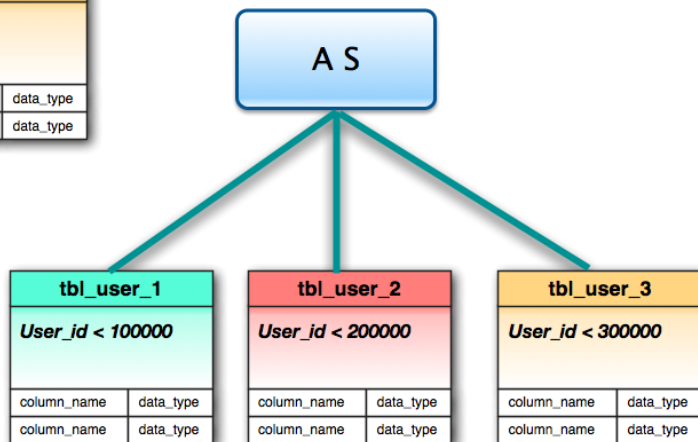 data_type
data_type
A S
tbl_user_1
User_id < 100000
column_name data_type
column_name data_type
tbl_user_2
User_id < 200000
column_name data_type
column_name data_type
tbl_user_3
User_id < 300000
column_name data_type
column_name data_type